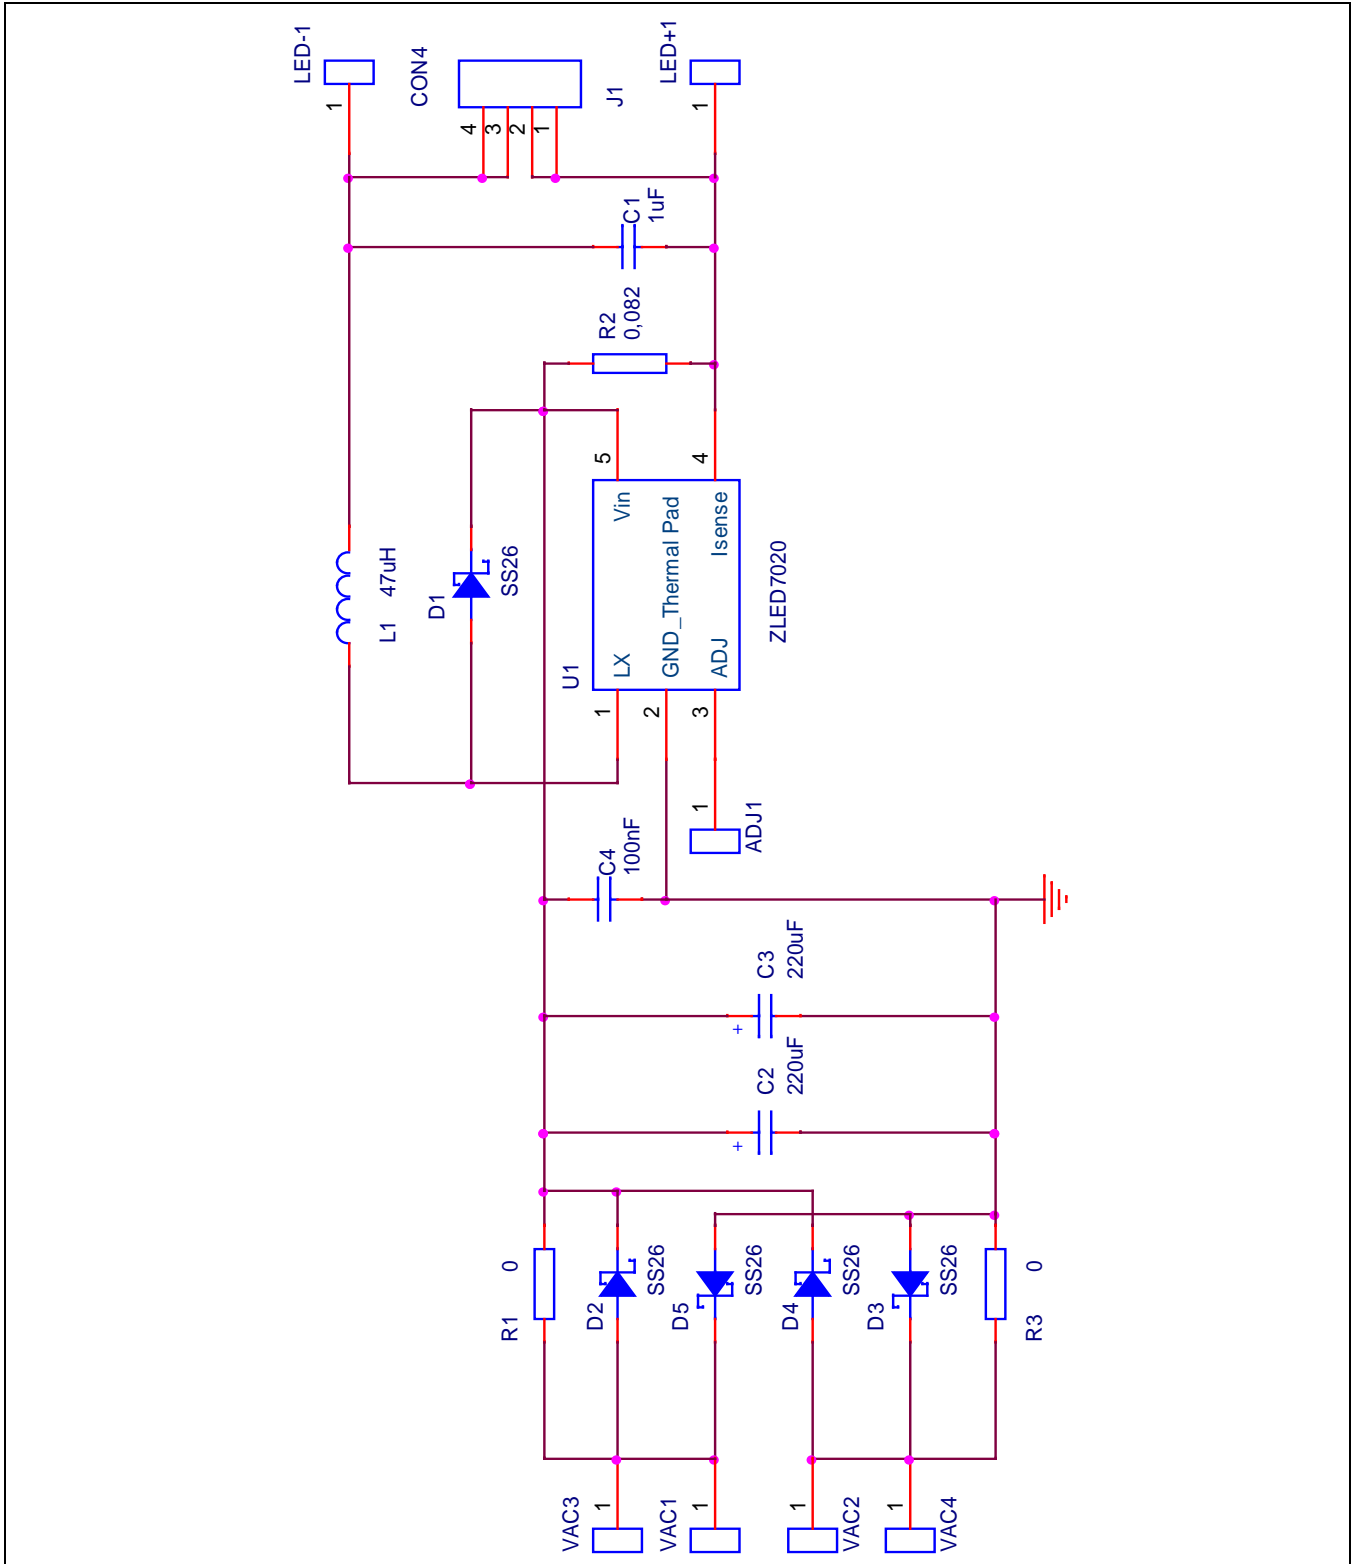 LED-1
1
CON4
4
3
2
1
J1
LED+1
1
C1
1uF
R2
0,082
5
4
Vin
GND_Thermal Pad
Isense
LX
ADJ
U1
ZLED7020
L1 47uH
D1
SS26
1
2
3
1
ADJ1
C4
100nF
C3
220uF
+
C2
220uF
+
R1 0
D2
SS26
D5
SS26
D4
SS26
D3
SS26
R3 0
VAC3
1
VAC1
1
VAC2
1
VAC4
1